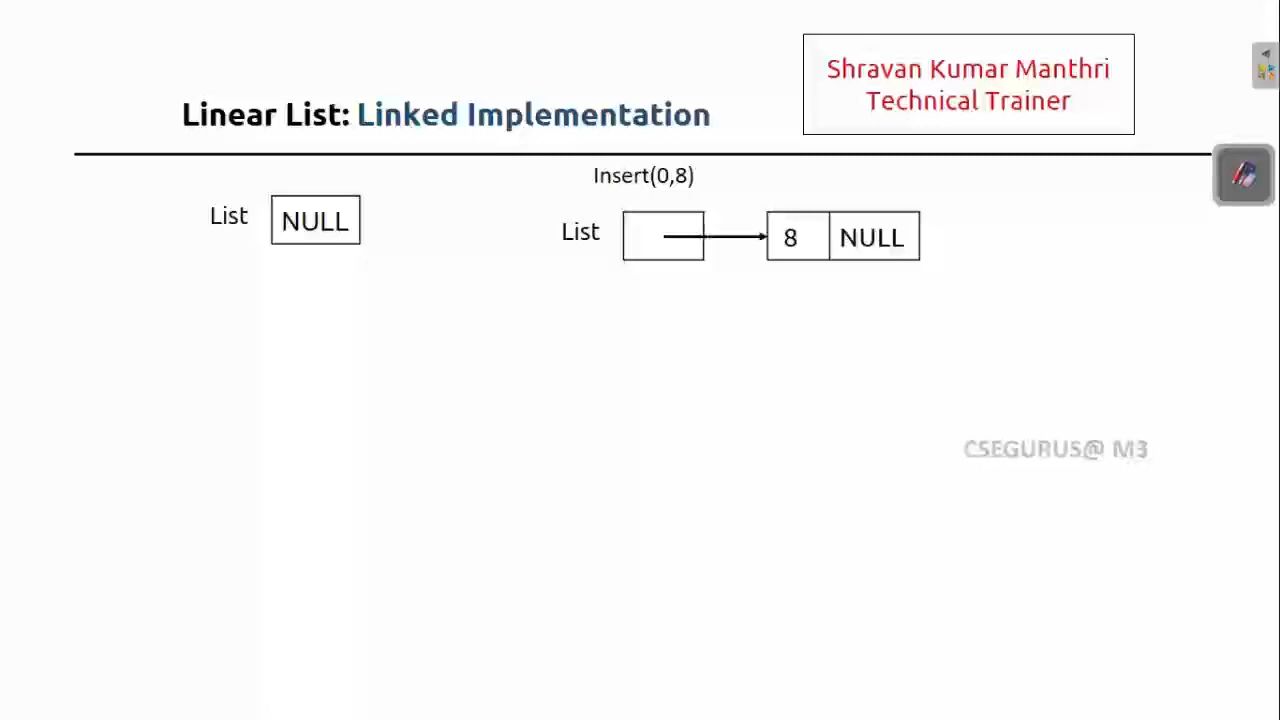 Shravan Kumar Manthri
Technical Trainer
Linear List: Linked Implementation
Insert(0,8)
List NULL
List 8 NULL
CSEGURUS@ M3